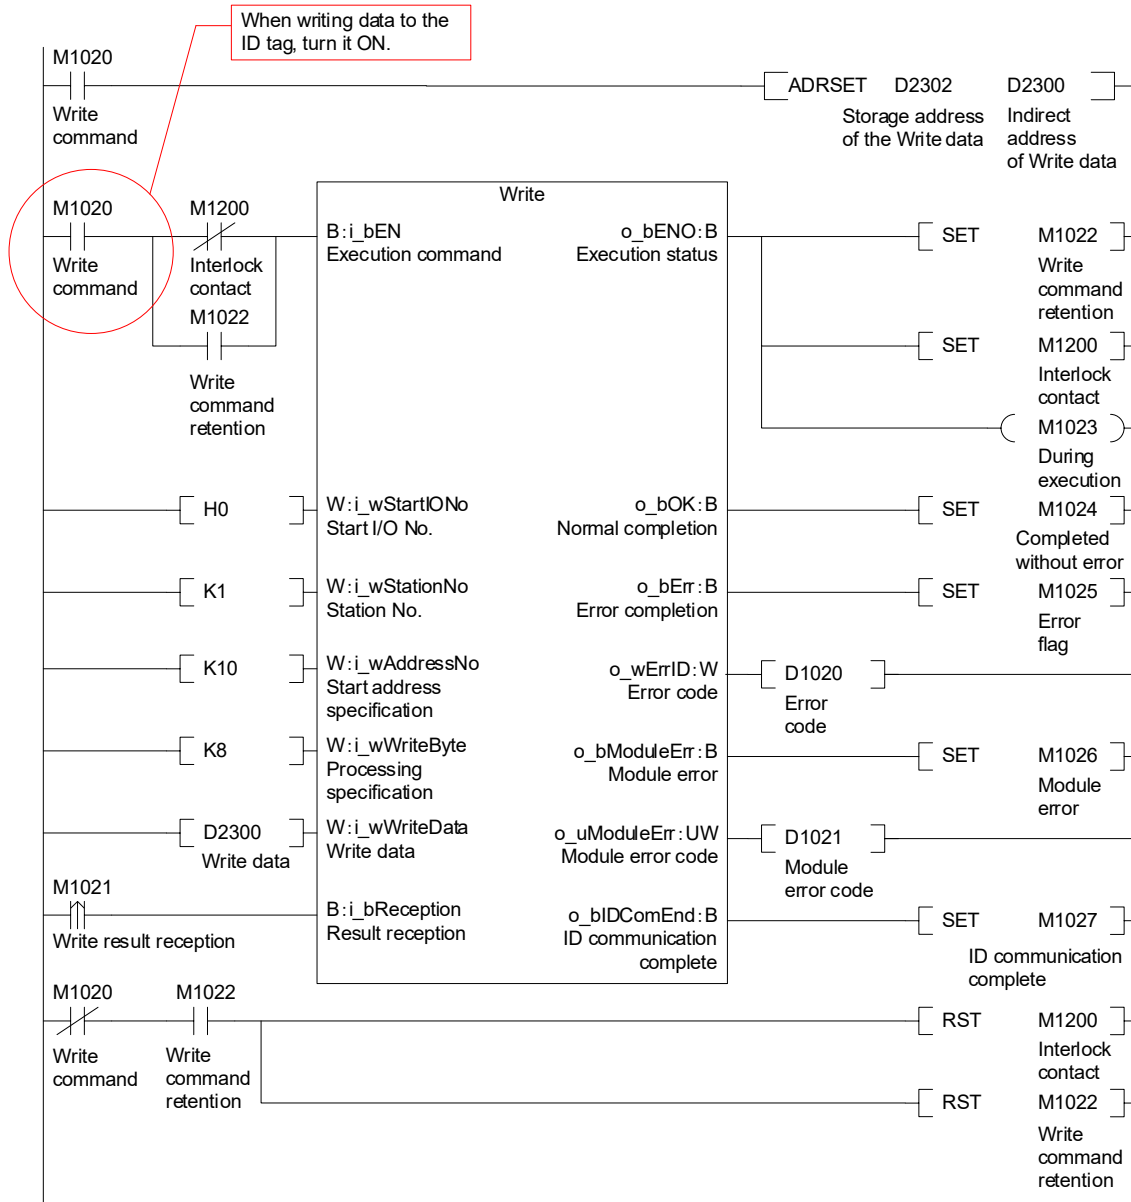 When writing data to the
ID tag, turn it ON.
M1020
Write
command
ADRSET D2302 D2300
Storage address
of the Write data
Indirect
address
of Write data
M1020
Write
command
M1200
Interlock
contact
M1022
Write
command
retention
Write
B:i_bEN
Execution command
o_bENO:B
Execution status
SET M1022
Write
command
retention
SET M1200
Interlock
contact
M1023
During
execution
H0
W:i_wStartIONo
Start I/O No.
o_bOK:B
Normal completion
SET M1024
Completed
without error
K1
W:i_wStationNo
Station No.
o_bErr:B
Error completion
SET M1025
Error
flag
K10
W:i_wAddressNo
Start address
specification
o_wErrID:W
Error code
D1020
Error
code
K8
W:i_wWriteByte
Processing
specification
o_bModuleErr:B
Module error
SET M1026
Module
error
D2300
Write data
W:i_wWriteData
Write data
o_uModuleErr:UW
Module error code
D1021
Module
error code
M1021
Write result reception
B:i_bReception
Result reception
o_bIDComEnd:B
ID communication
complete
SET M1027
ID communication
complete
M1020
Write
command
M1022
Write
command
retention
RST M1200
Interlock
contact
RST M1022
Write
command
retention